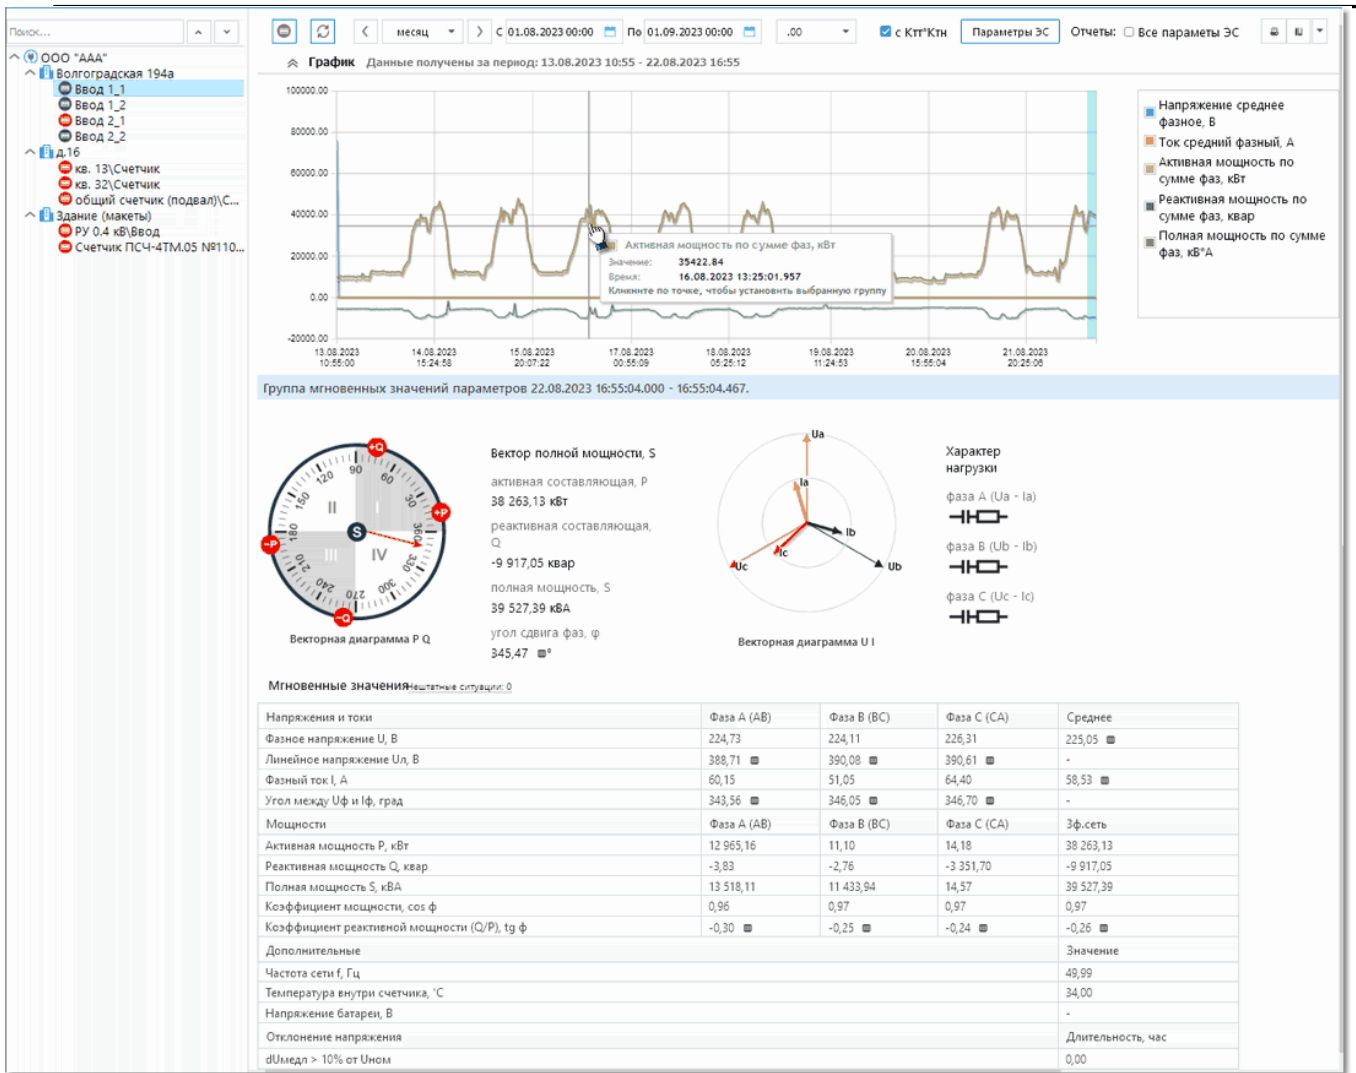 Поиск...
месяц
С 01.08.2023 00:00
По 01.09.2023 00:00
.00
с Ктт*Ктн
Параметры ЭС
Отчеты:
Все параметы ЭС
ООО "ААА"
Волгоградская 194а
Ввод 1_1
Ввод 1_2
Ввод 2_1
Ввод 2_2
д.16
кв. 13\Счетчик
кв. 32\Счетчик
общий счетчик (подвал)\С...
Здание (макеты)
РУ 0.4 кВ\Ввод
Счетчик ПСЧ-4ТМ.05 №110...
График Данные получены за период: 13.08.2023 10:55 - 22.08.2023 16:55
100000.00
80000.00
60000.00
40000.00
20000.00
0.00
-20000.00
13.08.2023 10:55:00
14.08.2023 15:24:58
15.08.2023 20:07:22
17.08.2023 00:55:09
18.08.2023 05:25:12
19.08.2023 11:24:53
20.08.2023 15:55:04
21.08.2023 20:25:06
Активная мощность по сумме фаз, кВт
Значение: 35422.84
Время: 16.08.2023 13:25:01.957
Кликните по точке, чтобы установить выбранную группу
Напряжение среднее
фазное, В
Ток средний фазный, А
Активная мощность по
сумме фаз, кВт
Реактивная мощность по
сумме фаз, квар
Полная мощность по сумме
фаз, кВ*А
Группа мгновенных значений параметров 22.08.2023 16:55:04.000 - 16:55:04.467.
+Q
+P
-P
-Q
S
I
II
III
IV
30
60
90
120
150
180
210
240
270
300
330
360
Векторная диаграмма P Q
Вектор полной мощности, S
активная составляющая, P
38 263,13 кВт
реактивная составляющая,
Q
-9 917,05 квар
полная мощность, S
39 527,39 кВА
угол сдвига фаз, φ
345,47 °
Ua
Ia
Ib
Ic
Uc
Ub
Векторная диаграмма U I
Характер
нагрузки
фаза A (Ua - Ia)
фаза B (Ub - Ib)
фаза C (Uc - Ic)
Мгновенные значения Нештатные ситуации: 0
Напряжения и токи Фаза A (AB) Фаза B (BC) Фаза C (CA) Среднее
Фазное напряжение U, В 224,73 224,11 226,31 225,05
Линейное напряжение Uл, В 388,71 390,08 390,61 -
Фазный ток I, А 60,15 51,05 64,40 58,53
Угол между Uф и Iф, град 343,56 346,05 346,70 -
Мощности Фаза A (AB) Фаза B (BC) Фаза C (CA) 3ф.сеть
Активная мощность P, кВт 12 965,16 11,10 14,18 38 263,13
Реактивная мощность Q, квар -3,83 -2,76 -3 351,70 -9 917,05
Полная мощность S, кВА 13 518,11 11 433,94 14,57 39 527,39
Коэффициент мощности, cos ф 0,96 0,97 0,97 0,97
Коэффициент реактивной мощности (Q/P), tg ф -0,30 -0,25 -0,24 -0,26
Дополнительные Значение
Частота сети f, Гц 49,99
Температура внутри счетчика, °C 34,00
Напряжение батареи, В -
Отклонение напряжения Длительность, час
dUмедл > 10% от Uном 0,00